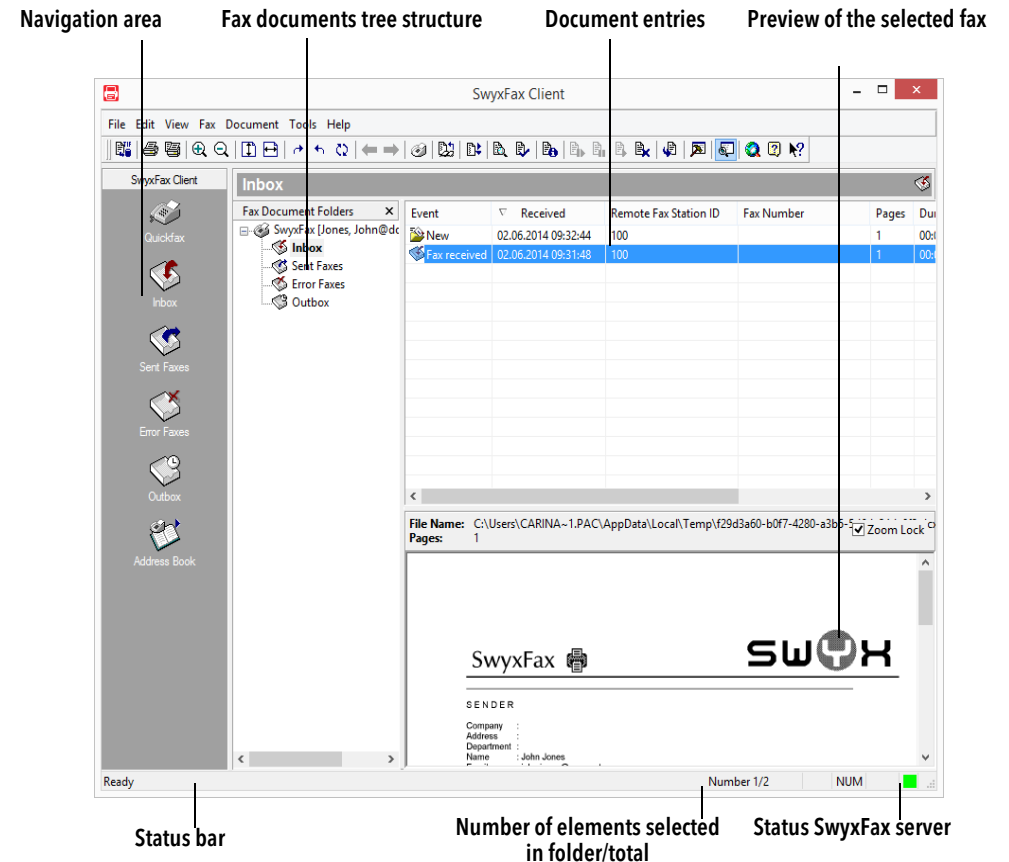 Navigation area
Fax documents tree structure
Document entries
Preview of the selected fax
SwyxFax Client
File Edit View Fax Document Tools Help
SwyxFax Client
Quickfax
Inbox
Sent Faxes
Error Faxes
Outbox
Address Book
Inbox
Fax Document Folders X
SwyxFax [Jones, John@dc
Inbox
Sent Faxes
Error Faxes
Outbox
Event Received Remote Fax Station ID Fax Number Pages Dur
New 02.06.2014 09:32:44 100 1 00:
Fax received 02.06.2014 09:31:48 100 1 00:
File Name: C:\Users\CARINA~1.PAC\AppData\Local\Temp\f29d3a60-b0f7-4280-a3b6-
Zoom Lock
Pages: 1
SwyxFax
swyx
SENDER
Company :
Address :
Department :
Name : John Jones
Ready
Number 1/2
NUM
Status bar
Number of elements selected
in folder/total
Status SwyxFax server